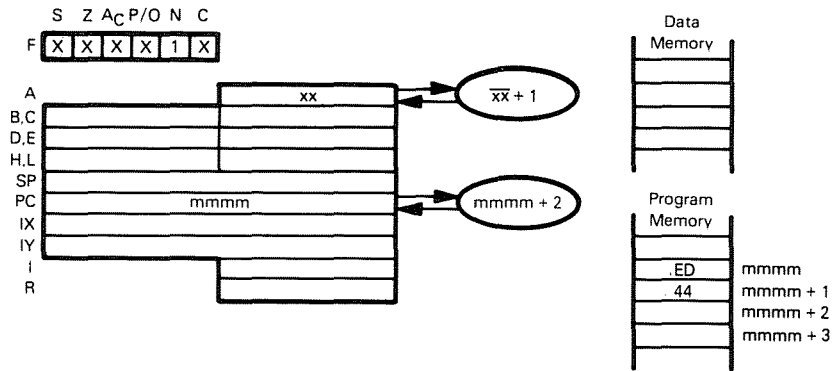 S Z AC P/O N C
F X X X X 1 X
A xx
x̅x̅ + 1
B,C
D,E
H,L
SP
PC mmmm
mmmm + 2
IX
IY
I
R
Data
Memory
Program
Memory
ED mmmm
44 mmmm + 1
mmmm + 2
mmmm + 3